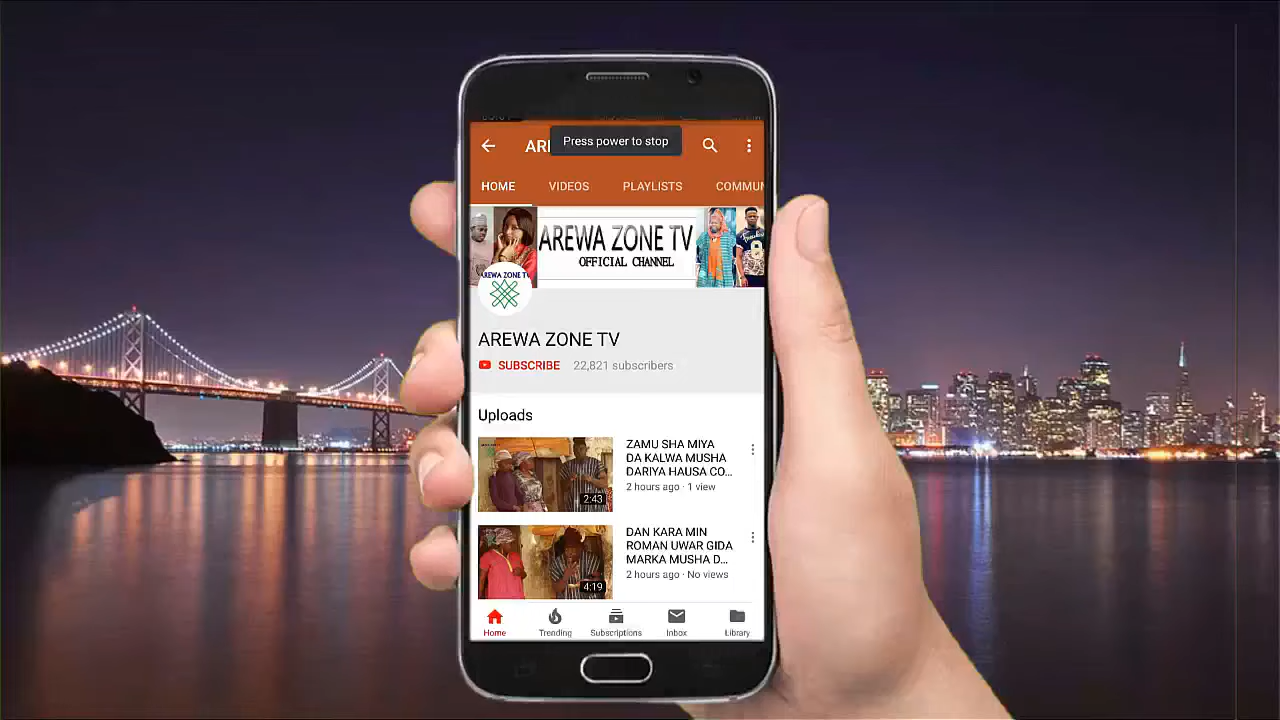 Press power to stop
HOME VIDEOS PLAYLISTS COMMUN
AREWA ZONE TV
OFFICIAL CHANNEL
AREWA ZONE TV
AREWA ZONE TV
SUBSCRIBE 22,821 subscribers
Uploads
ZAMU SHA MIYA
DA KALWA MUSHA
DARIYA HAUSA CO...
2 hours ago · 1 view
2:43
DAN KARA MIN
ROMAN UWAR GIDA
MARKA MUSHA D...
2 hours ago · No views
4:19
Home Trending Subscriptions Inbox Library